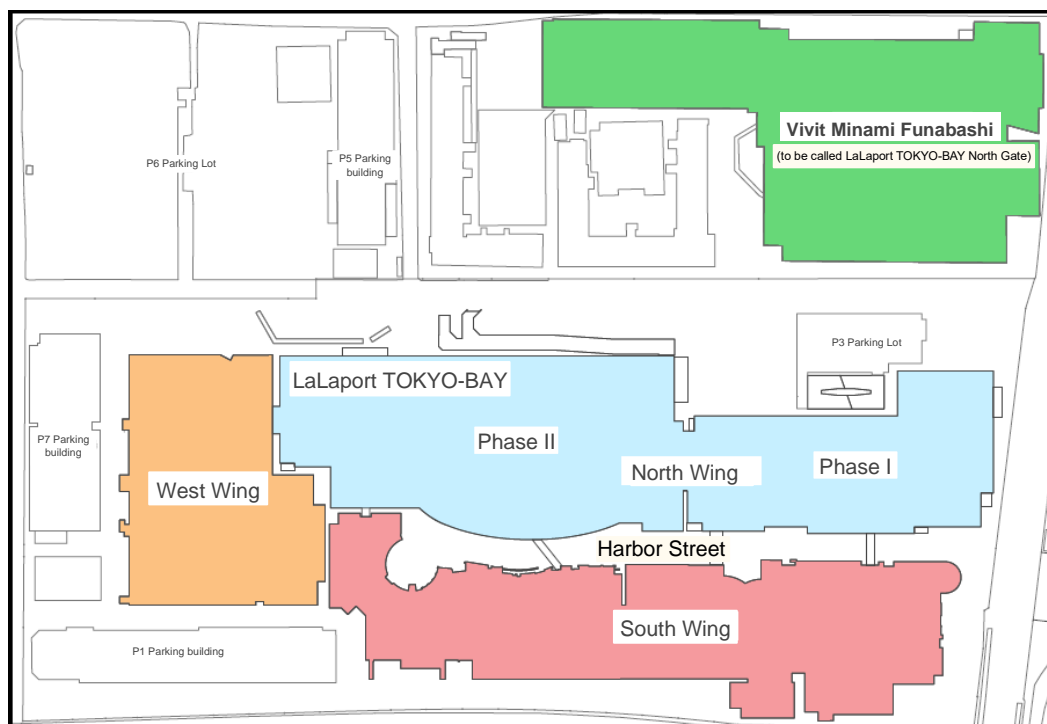 Vivit Minami Funabashi
(to be called LaLaport TOKYO-BAY North Gate)
P6 Parking Lot
P5 Parking
building
P3 Parking Lot
LaLaport TOKYO-BAY
P7 Parking
building
Phase II
North Wing
Phase I
West Wing
Harbor Street
South Wing
P1 Parking building